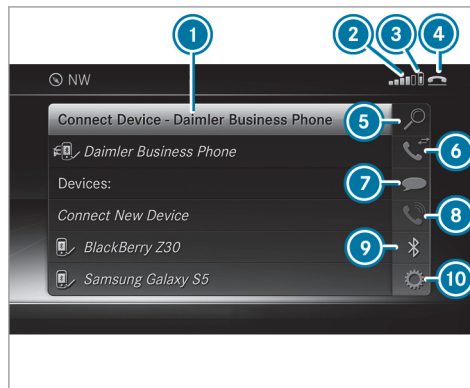 1
2
3
4
NW
Connect Device - Daimler Business Phone
5
Daimler Business Phone
6
Devices:
7
Connect New Device
8
BlackBerry Z30
9
Samsung Galaxy S5
10